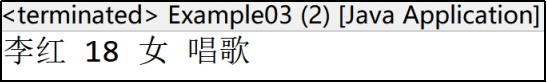 <terminated> Example03 (2) [Java Application]
李红 18 女 唱歌